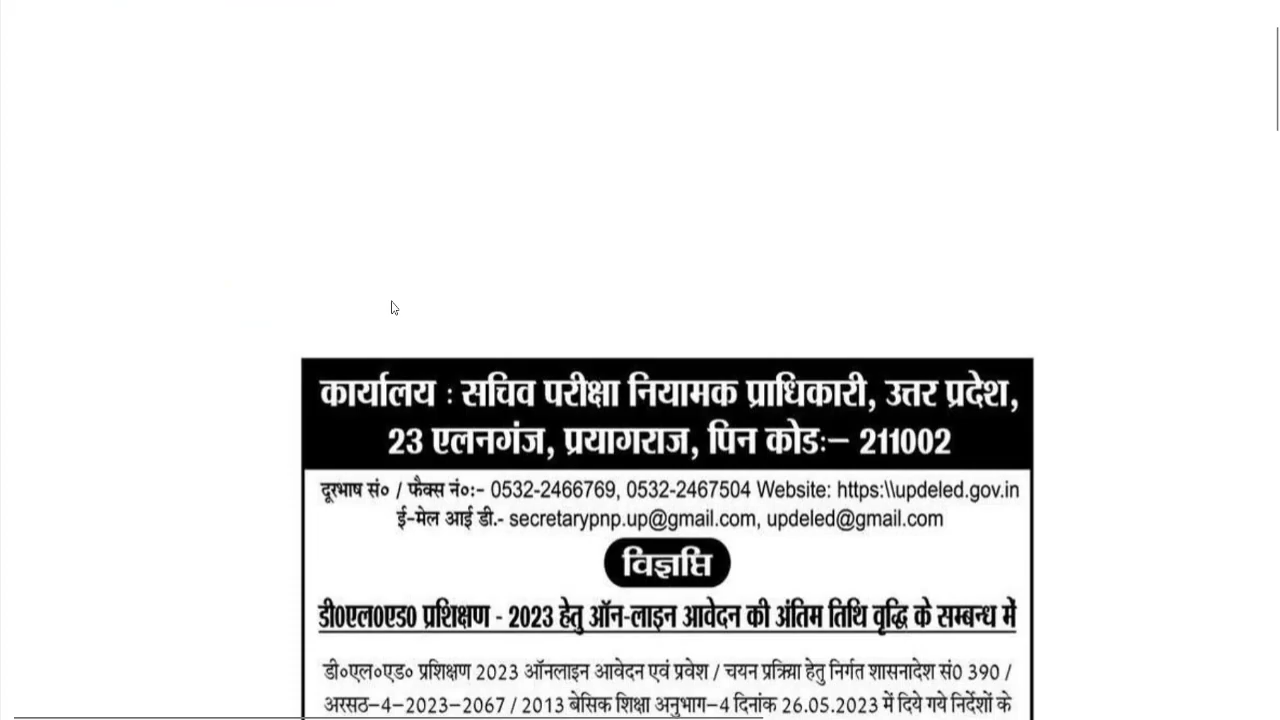 कार्यालय : सचिव परीक्षा नियामक प्राधिकारी, उत्तर प्रदेश,
23 एलनगंज, प्रयागराज, पिन कोडः– 211002
दूरभाष सं० / फैक्स नं०:- 0532-2466769, 0532-2467504 Website: https:\\updeled.gov.in
ई-मेल आई डी.- secretarypnp.up@gmail.com, updeled@gmail.com
विज्ञप्ति
डी0एल0एड0 प्रशिक्षण - 2023 हेतु ऑन-लाइन आवेदन की अंतिम तिथि वृद्धि के सम्बन्ध में
डी०एल०एड० प्रशिक्षण 2023 ऑनलाइन आवेदन एवं प्रवेश / चयन प्रक्रिया हेतु निर्गत शासनादेश सं0 390 /
अरसठ–4–2023–2067 / 2013 बेसिक शिक्षा अनुभाग–4 दिनांक 26.05.2023 में दिये गये निर्देशों के